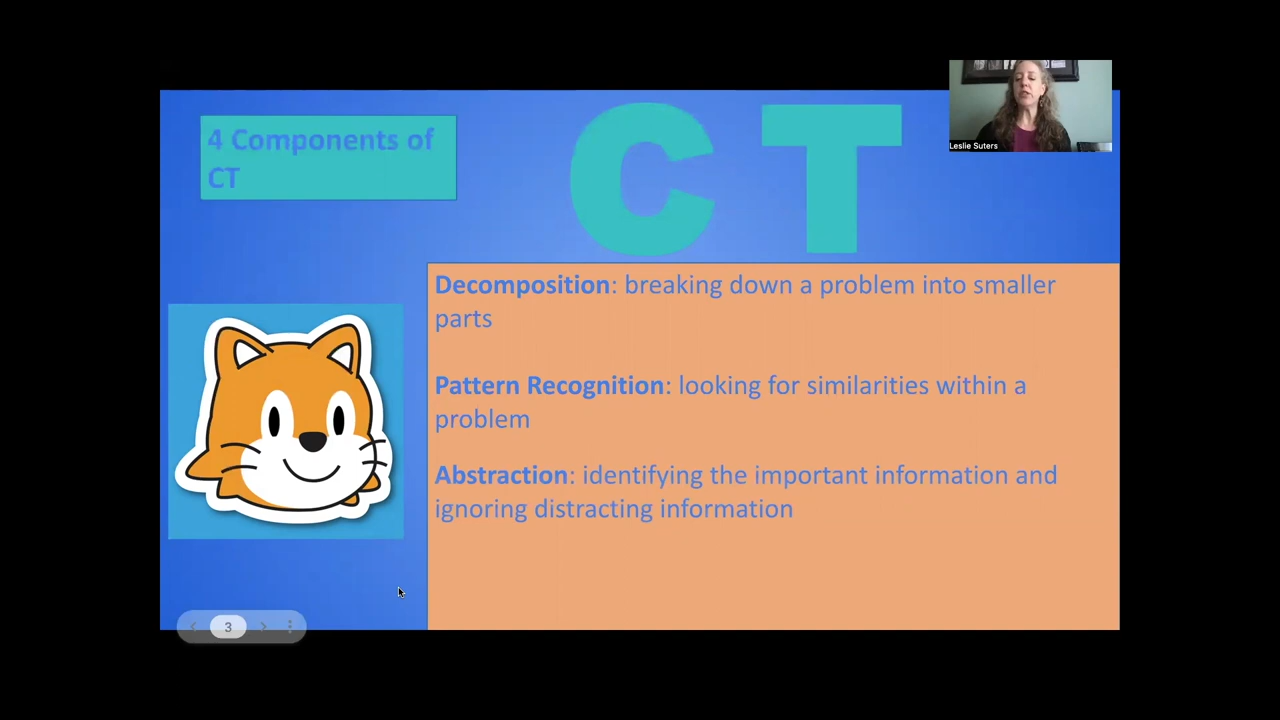 4 Components of
CT
C T
Leslie Suters
Decomposition: breaking down a problem into smaller
parts
Pattern Recognition: looking for similarities within a
problem
Abstraction: identifying the important information and
ignoring distracting information
3